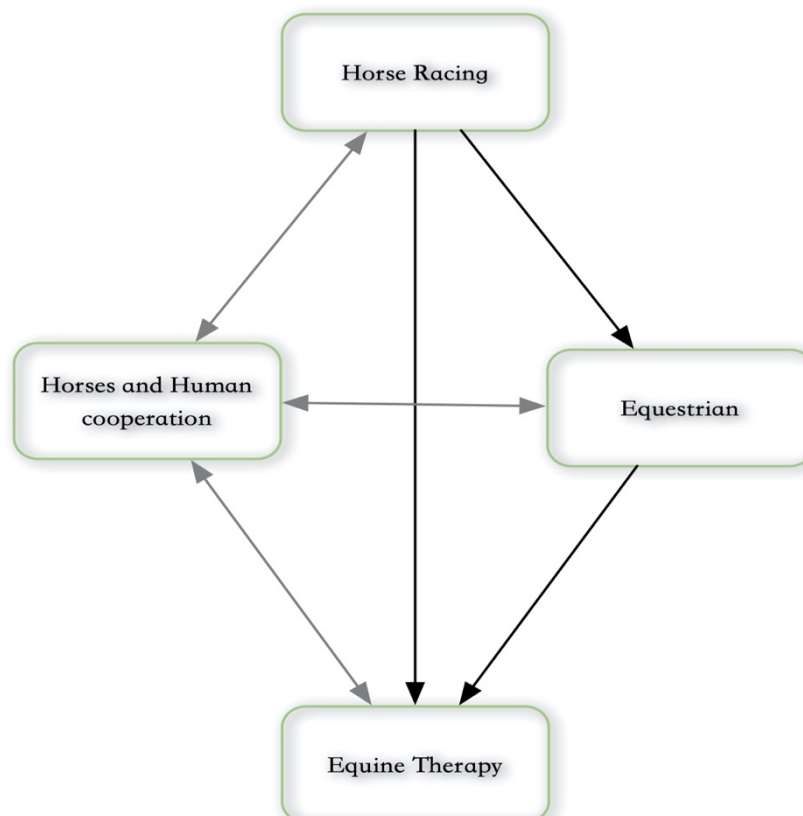 Horse Racing
Horses and Human
cooperation
Equestrian
Equine Therapy